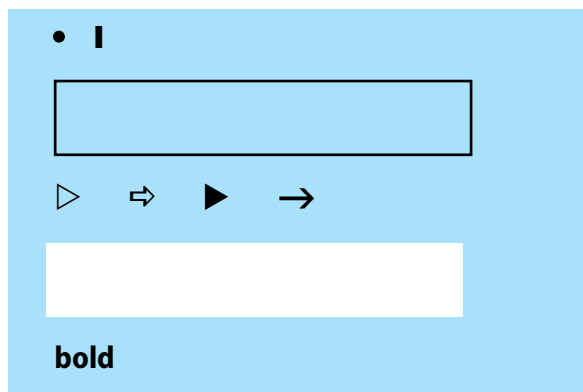 • ❙
▷ ⇨ ▶ →
bold